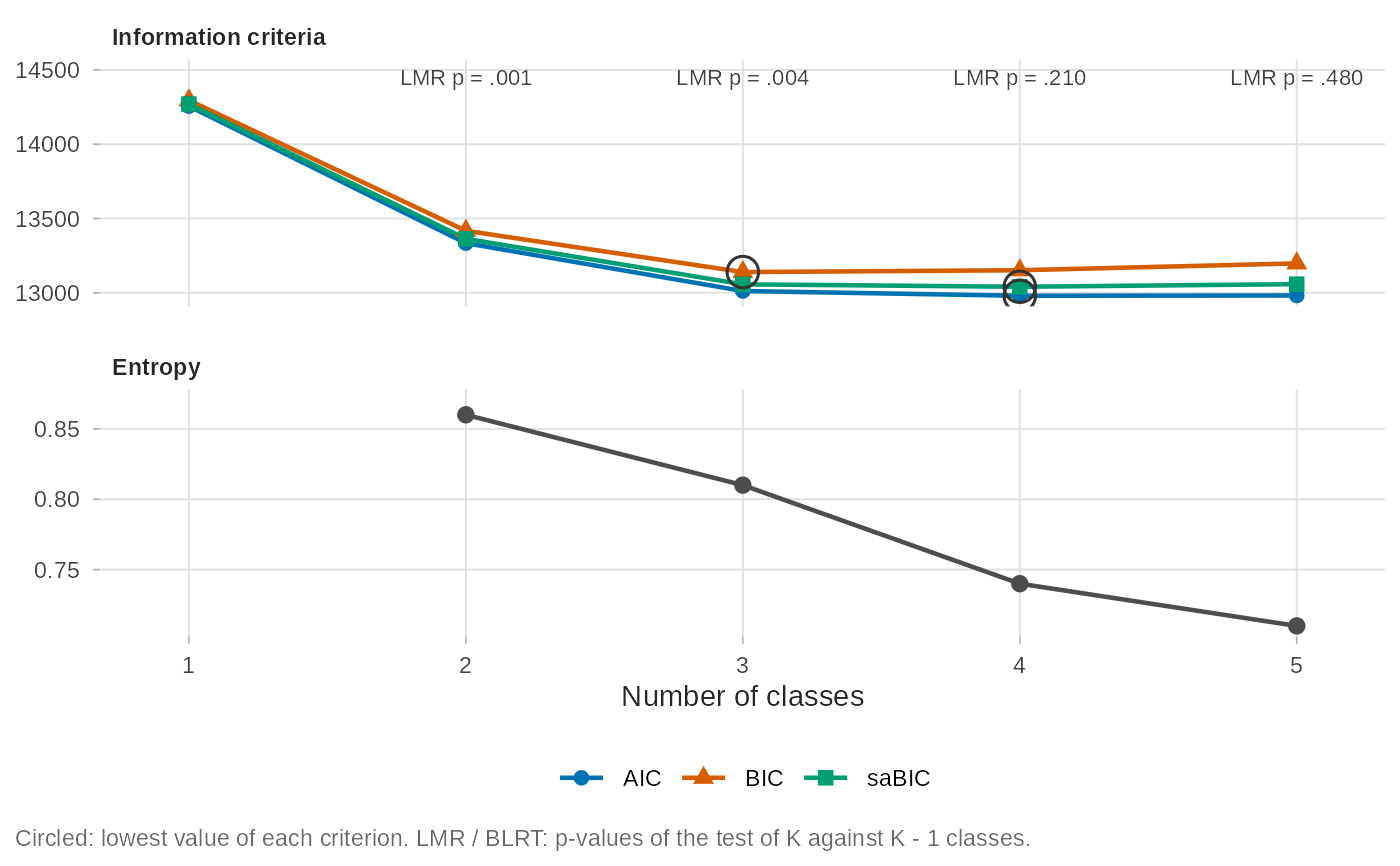 Information criteria
14500
LMR p = .001
LMR p = .004
LMR p = .210
LMR p = .480
14000
13500
13000
Entropy
0.85
0.80
0.75
1
2
3
4
5
Number of classes
AIC
BIC
saBIC
Circled: lowest value of each criterion. LMR / BLRT: p-values of the test of K against K - 1 classes.